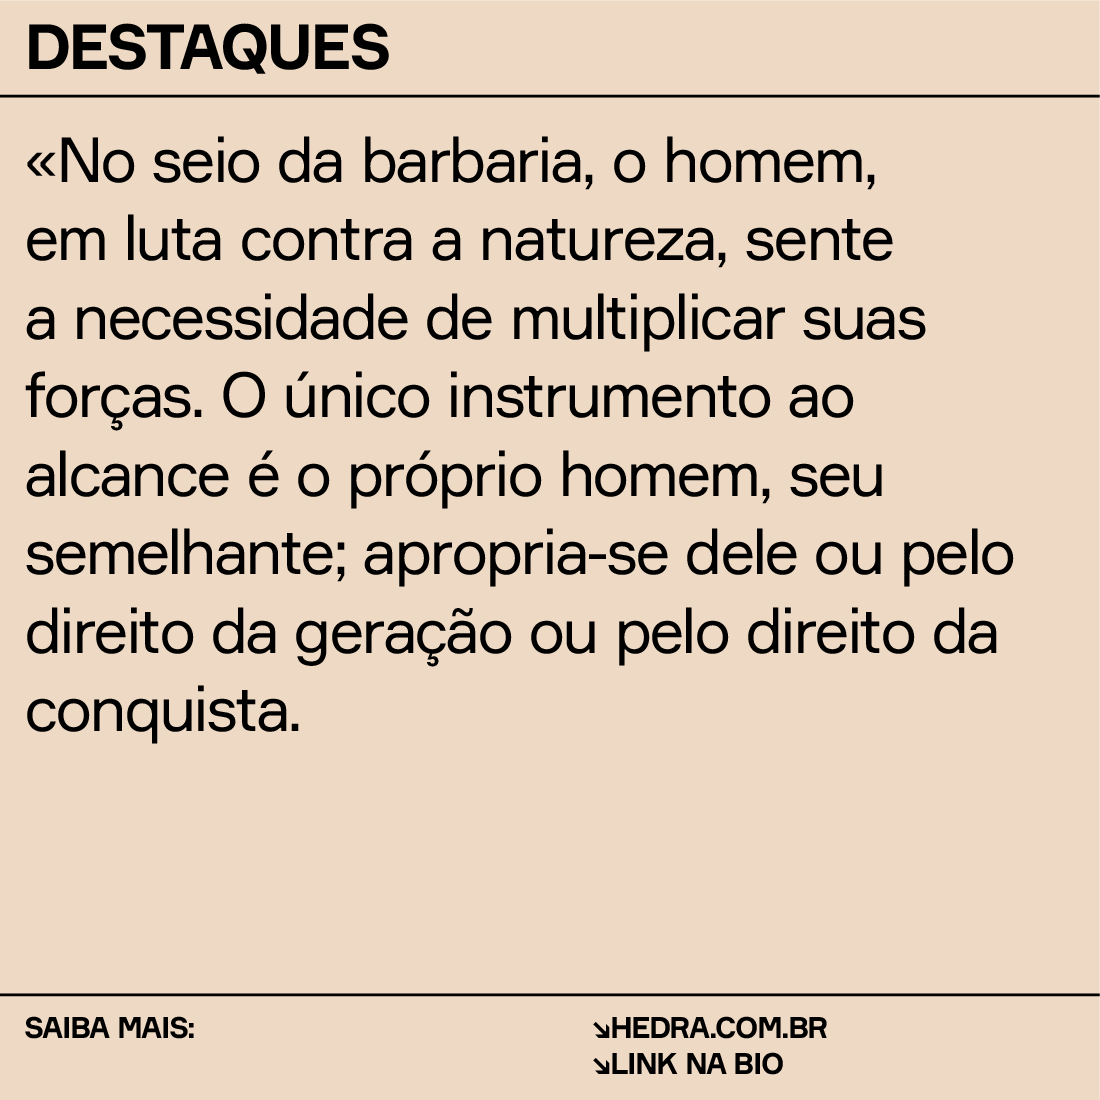 DESTAQUES
«No seio da barbaria, o homem,
em luta contra a natureza, sente
a necessidade de multiplicar suas
forças. O único instrumento ao
alcance é o próprio homem, seu
semelhante; apropria-se dele ou pelo
direito da geração ou pelo direito da
conquista.
SAIBA MAIS:
↘HEDRA.COM.BR
↘LINK NA BIO